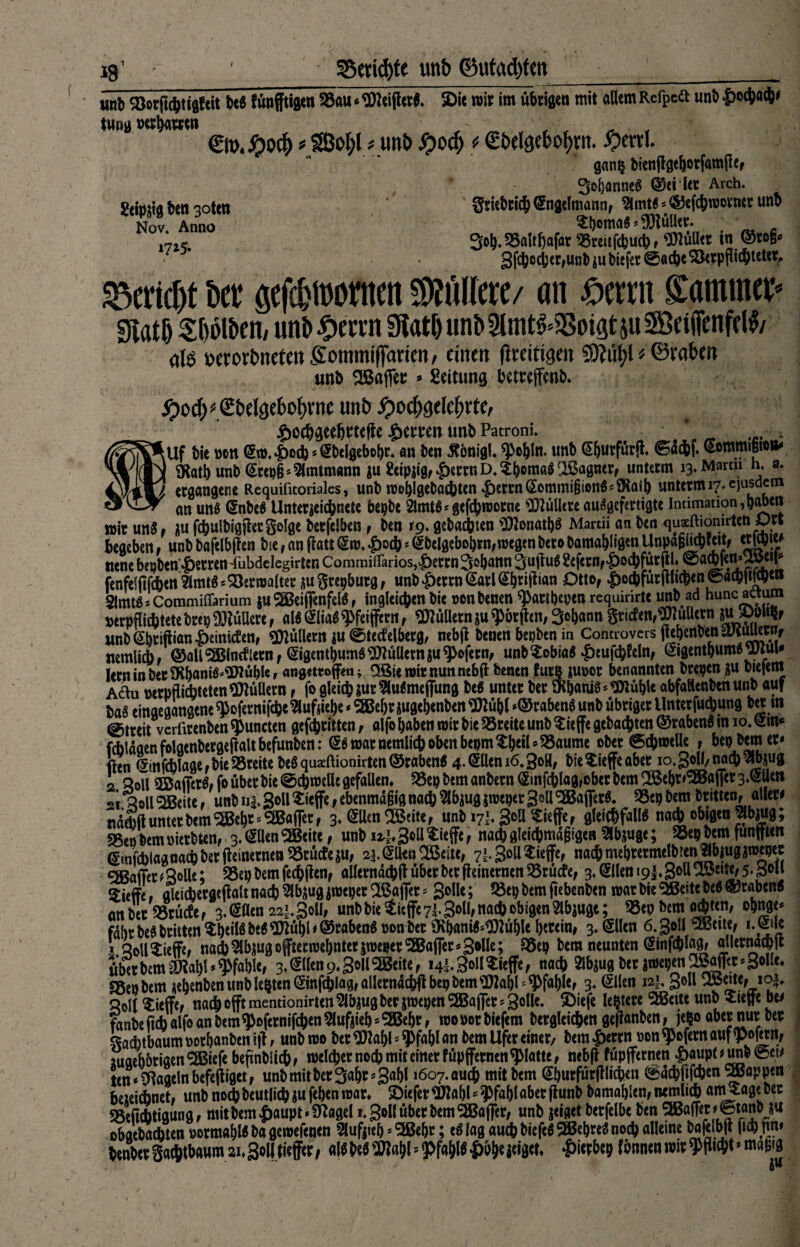 18 Berichte und Gutachten
und Vorsichtigkeit des künfftigen Bau-Meisters. Die wir im übrigen mit allem Respect und Hochach-
tung verharren
Ew. Hoch-Wohl- und Hoch-Edelgebohrn. Herrl.
gantz dienstgehorsamste,
Johannes Geiler Arch.
Leipzig den 30ten Friedrich Engelmann, Amts-Geschworner und
Nov. Anno Thomas-Müller.
1725. Joh. Balthasar Breitschuch, Müller in Groß-
Zschocher, und zu dieser Sache Verpflichteter.
Bericht der geschwornen Müllere/ an Herrn Cammer-
Rath Thölden, und Herrn Rath und Amts-Voigt zu Weissenfels/
als verordneten Commissarien, einen streitigen Mühl-Graben
und Wasser-Leitung betreffend.
Hoch-Edelgebohrne und Hochgelehrte,
Hochgeehrteste Herren und Patroni.
Auf die von Ew. Hoch-Edelgebohr. an den Königl. Pohln. und Churfürst. Sächs. Commißion-
Rath und Creyß-Amtmann zu Leipzig, Herrn D. Thomas Wagner, unterm 13. Martii h. a.
ergangene Requisitoriales, und wohlgedachten Herrn Commißions-Rath unterm 17. ejusdem
an uns Endes Unterzeichnete beyde Amts-geschworne Müllere ausgefertigte Intimation, haben
wir uns, zu schuldigster Folge derselben, den 19. gedachten Monaths Martii an den quæstionirten Ort
begeben, und daselbsten die, an statt Ew. Hoch-Edelgebohrn, wegen dero damahligen Unpäßlichkeit, erschie-
nene beyden Herren subdelegirten Commissarios, Herrn Johann Julius Lesern, Hochfürstl. Sachsen-Weis-
senfelsischen Amts-Verwalter zu Freyburg, und Herrn Carl Christian Otto, Hochfürstlichen Sächsischen
Amts-Commissarium zu Weissenfels, ingleichen die von denen Partheyen requirirte und ad hunc actum
verpflichtete drey Müllere, als Elias Pfeiffern, Müllern zu Pörsten, Johann Fricken, Müllern zu Dölitz,
und Christian Heinicken, Müllern zu Steckelberg, nebst denen beyden in Controvers stehenden Müllern,
nemlich, Gall Blncktern, Eigenthums Müllern zu Posern, und Tobias Heuschkeln, Eigenthums Mül-
lern in der Rhanis-Mühle, angetroffen; Wie wir nun nebst denen kurtz zuvor benannten dreyen zu diesem
Actu verpflichteten Müllern, so gleich zur Ausmessung des unter der Rhanis-Mühle abfallenden und auf
das eingegangene Posernische Aufziehe-Wehr zugehenden Mühl-Grabens und übriger Untersuchung der in
Streit versirenden Puncten geschritten, also haben wir die Breite und Tieffe gedachten Grabens in 10. Ein-
schlägen folgendergestalt befunden: Es war nemlich oben beym Theil-Baume oder Schwelle, bey dem er-
sten Einschlage, die Breite des quæstionirten Grabens 4. Ellen 16. Zoll, die Tieffe aber 10. Zoll, nach Abzug
2. Zoll Wassers, so über die Schwelle gefallen. Bey dem andern Einschlag, ober dem Wehr-Wasser 3. Ellen
21. Zoll Weite, und 11½. Zoll Tieffe, ebenmäßig nach Abzug zweyer Zoll Wassers. Bey dem dritten, aller-
nächst unter dem Wehr-Wasser, 3. Ellen Weite, und 17½. Zoll Tieffe, gleichfalls nach obigen Abzug;
Bey dem vierdten, 3. Ellen Weite, und 12½. Zoll Tieffe, nach gleichmäßigen Abzuge; Bey dem fünfften
Einschlag nach der steinernen Brücke zu, 2½. Ellen Weite, 7½. Zoll Tieffe, nach mehrermeldten Abzug zweyer
Wasser-Zolle; Bey dem sechsten, allernächst über der steinernen Brücke, 3. Ellen 19½. Zoll Weite, 5. Zoll
Tieffe, gleichergestalt nach Abzug zweyer Wasser-Zolle; Bey dem siebenden war die Weite des Grabens
an der Brücke, 3. Ellen 22½. Zoll, und die Tieffe 7½. Zoll, nach obigen Abzuge; Bey dem achten, ohnge-
fähr des dritten Theils des Mühl-Grabens von der Rhanis-Mühle herein, 3. Ellen 6. Zoll Weite, 1. Elle
½ Zoll Tieffe, nach Abzug offterwehnter zweyer Wasser-Zolle; Bey dem neunten Einschlag, allernächst
über dem Mahl-Pfahle, 3. Ellen 9. Zoll Weite, 14½. Zoll Tieffe, nach Abzug der zweyen Wasser-Zolle.
Bey dem zehenden und letzten Einschlag, allernächst bey dem Mahl-Pfahle, 3. Ellen 12½. Zoll Weite, 10½.
Zoll Tieffe, nach offt mentionirten Abzug der zweyen Wasser-Zolle. Diese letztere Weite und Tieffe be-
fande sich also an dem Posernischen Aufzieh-Wehr, wo vor diesem dergleichen gestanden, jetzo aber nur der
Fachtbaum vorhanden ist, und wo der Mahl-Pfahl an dem Ufer einer, dem Herrn von Posern auf Posern,
zugehörigen Wiese befindlich, welcher noch mit einer küpffernen Platte, nebst küpffernen Haupt- und Sei-
ten-Nageln befestiget, und mit der Jahr-Zahl 1607. auch mit dem Churfürstlichen Sächsischen Wappen
bezeichnet, und noch deutlich zu sehen war. Dieser Mahl-Pfahl aber stund damahlen, nemlich am Tage der
Besichtigung, mit dem Haupt-Nagel 1. Zoll über dem Wasser, und zeiget derselbe den Wasser-Stand zu
obgedachten vormahls da gewesenen Aufzieh-Wehr; es lag auch dieses Wehres noch alleine daselbst sich fin-
dender Fachtbaum 21. Zoll tieffer, als des Mahl-Pfahls Höhe zeiget. Hierbey können wir Pflicht-mäßig
zu